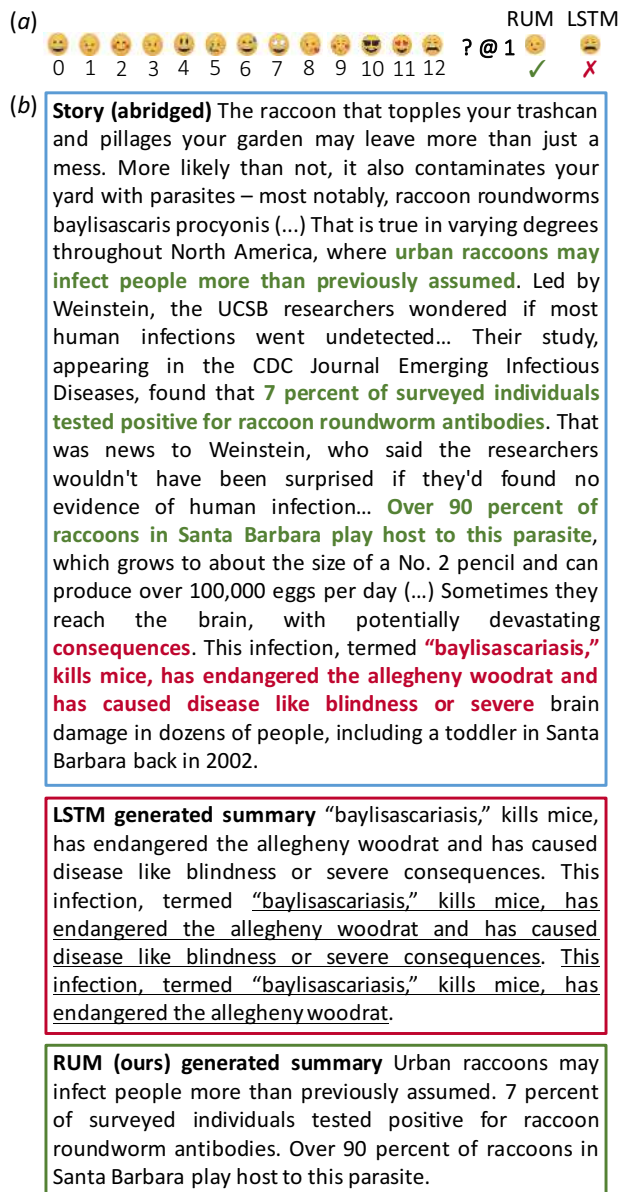 (a) RUM LSTM
? @ 1
0 1 2 3 4 5 6 7 8 9 10 11 12 ✓ ✗
(b)
Story (abridged) The raccoon that topples your trashcan
and pillages your garden may leave more than just a
mess. More likely than not, it also contaminates your
yard with parasites – most notably, raccoon roundworms
baylisascaris procyonis (...) That is true in varying degrees
throughout North America, where urban raccoons may
infect people more than previously assumed. Led by
Weinstein, the UCSB researchers wondered if most
human infections went undetected... Their study,
appearing in the CDC Journal Emerging Infectious
Diseases, found that 7 percent of surveyed individuals
tested positive for raccoon roundworm antibodies. That
was news to Weinstein, who said the researchers
wouldn't have been surprised if they'd found no
evidence of human infection... Over 90 percent of
raccoons in Santa Barbara play host to this parasite,
which grows to about the size of a No. 2 pencil and can
produce over 100,000 eggs per day (...) Sometimes they
reach the brain, with potentially devastating
consequences. This infection, termed “baylisascariasis,”
kills mice, has endangered the allegheny woodrat and
has caused disease like blindness or severe brain
damage in dozens of people, including a toddler in Santa
Barbara back in 2002.
LSTM generated summary “baylisascariasis,” kills mice,
has endangered the allegheny woodrat and has caused
disease like blindness or severe consequences. This
infection, termed “baylisascariasis,” kills mice, has
endangered the allegheny woodrat and has caused
disease like blindness or severe consequences. This
infection, termed “baylisascariasis,” kills mice, has
endangered the allegheny woodrat.
RUM (ours) generated summary Urban raccoons may
infect people more than previously assumed. 7 percent
of surveyed individuals tested positive for raccoon
roundworm antibodies. Over 90 percent of raccoons in
Santa Barbara play host to this parasite.